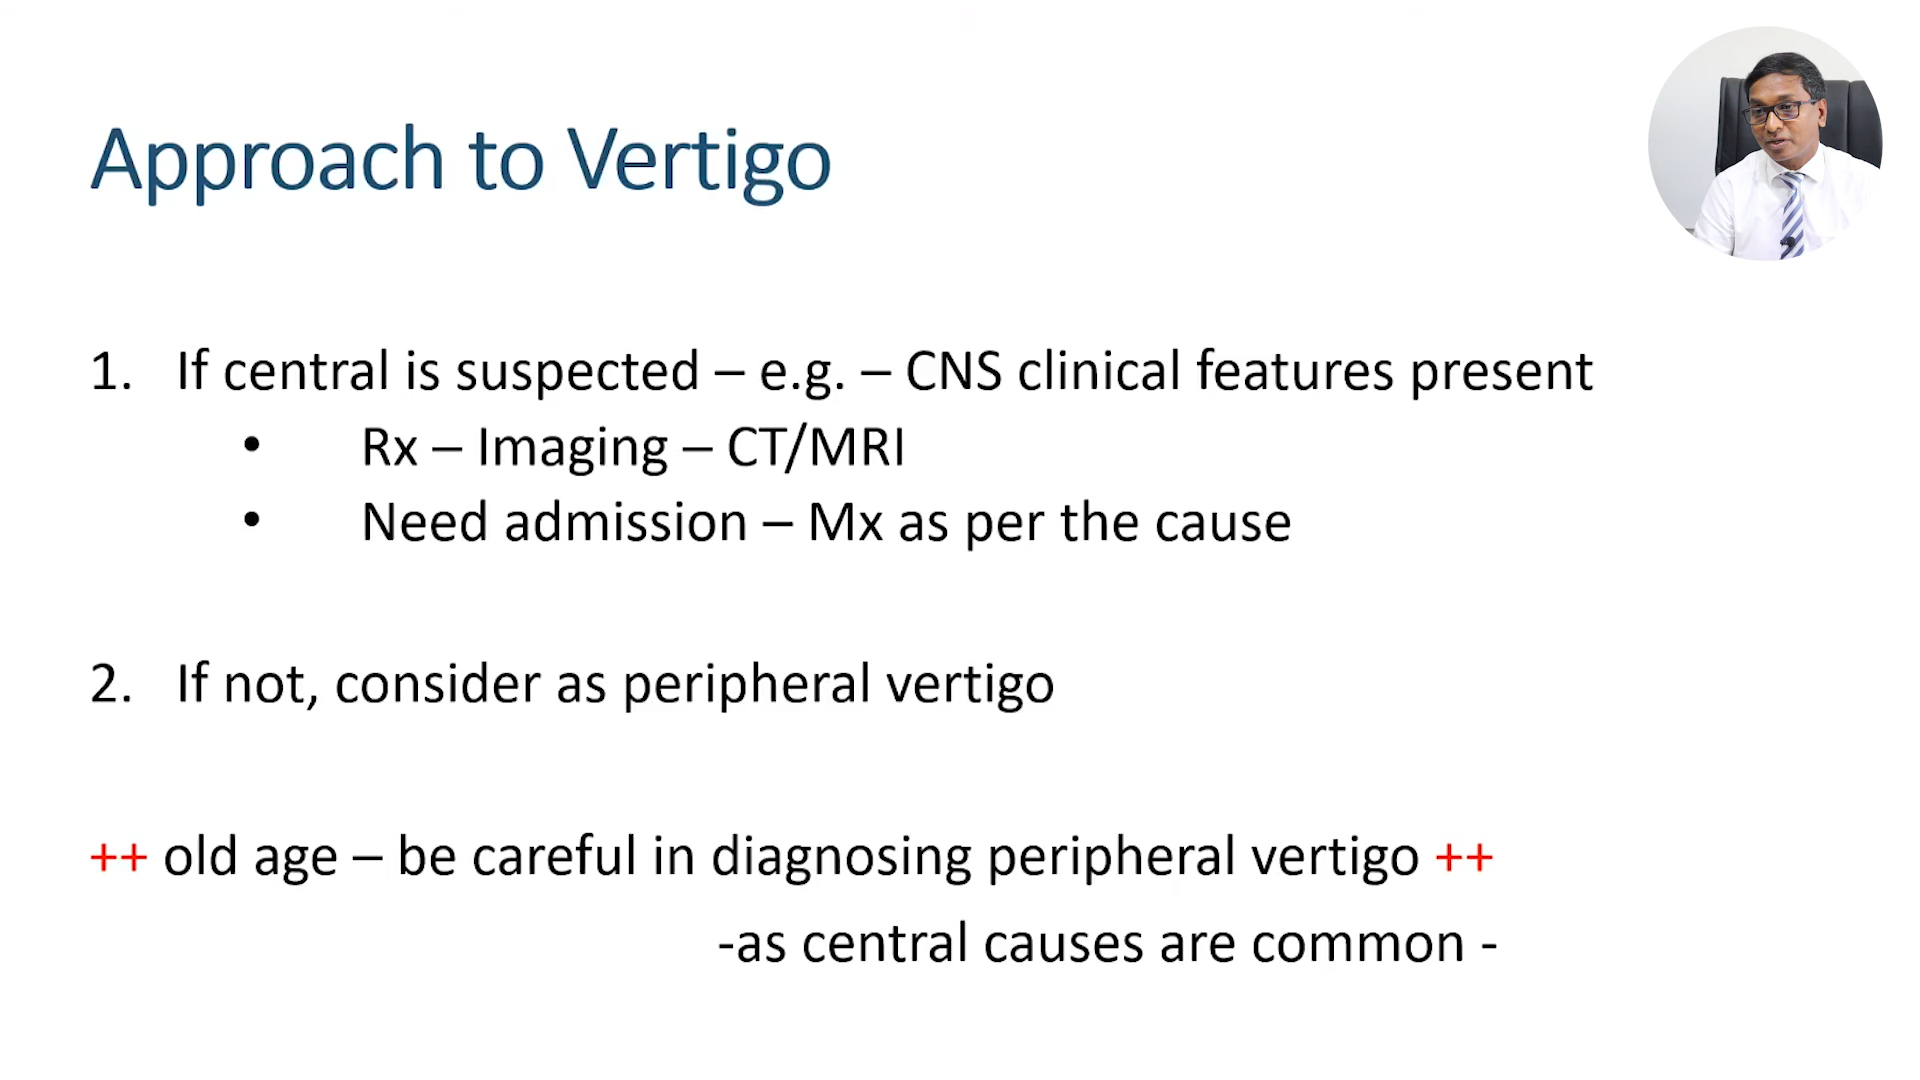 Approach to Vertigo
1. If central is suspected – e.g. – CNS clinical features present
• Rx – Imaging – CT/MRI
• Need admission – Mx as per the cause
2. If not, consider as peripheral vertigo
++ old age – be careful in diagnosing peripheral vertigo ++
-as central causes are common -